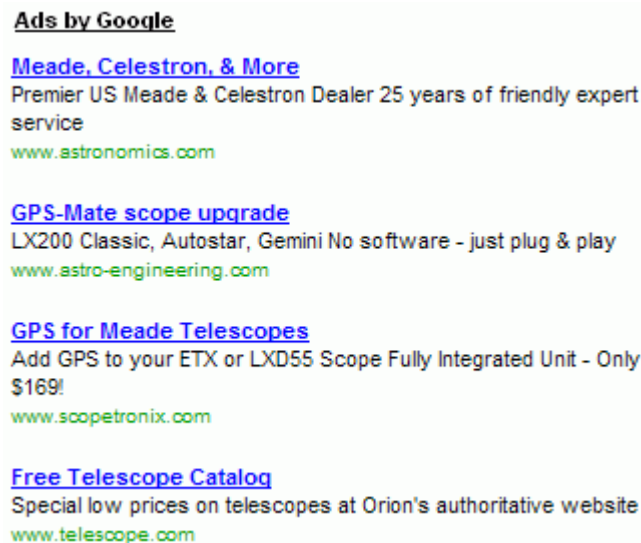 Ads by Google
Meade, Celestron, & More
Premier US Meade & Celestron Dealer 25 years of friendly expert
service
www.astronomics.com
GPS-Mate scope upgrade
LX200 Classic, Autostar, Gemini No software - just plug & play
www.astro-engineering.com
GPS for Meade Telescopes
Add GPS to your ETX or LXD55 Scope Fully Integrated Unit - Only
$169!
www.scopetronix.com
Free Telescope Catalog
Special low prices on telescopes at Orion's authoritative website
www.telescope.com